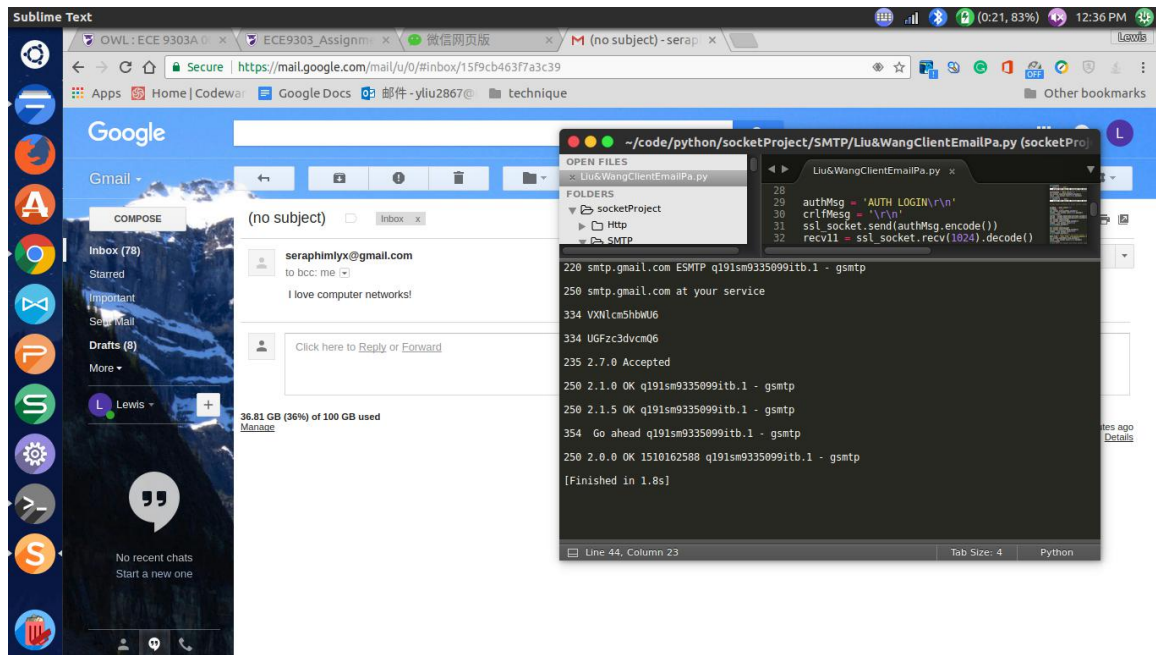 Sublime Text
(0:21, 83%) 12:36 PM
OWL : ECE 9303A 0
ECE9303_Assignme
微信网页版
(no subject) - serap
Lewis
Secure | https://mail.google.com/mail/u/0/#inbox/15f9cb463f7a3c39
Apps Home | Codewar Google Docs 邮件 - yliu2867@ technique Other bookmarks
Google
L
Gmail
COMPOSE
Inbox (78)
Starred
Important
Sent Mail
Drafts (8)
More
L Lewis
No recent chats
Start a new one
(no subject) Inbox x
seraphimlyx@gmail.com
to bcc: me
I love computer networks!
Click here to Reply or Forward
36.81 GB (36%) of 100 GB used
Manage
Details
~/code/python/socketProject/SMTP/Liu&WangClientEmailPa.py (socketProj
OPEN FILES
Liu&WangClientEmailPa.py
FOLDERS
socketProject
Http
SMTP
Liu&WangClientEmailPa.py
28
29 authMsg = 'AUTH LOGIN\r\n'
30 crlfMesg = '\r\n'
31 ssl_socket.send(authMsg.encode())
32 recv11 = ssl_socket.recv(1024).decode()
220 smtp.gmail.com ESMTP q191sm9335099itb.1 - gsmtp
250 smtp.gmail.com at your service
334 VXNlcm5hbWU6
334 UGFzc3dvcmQ6
235 2.7.0 Accepted
250 2.1.0 OK q191sm9335099itb.1 - gsmtp
250 2.1.5 OK q191sm9335099itb.1 - gsmtp
354  Go ahead q191sm9335099itb.1 - gsmtp
250 2.0.0 OK 1510162588 q191sm9335099itb.1 - gsmtp
[Finished in 1.8s]
Line 44, Column 23 Tab Size: 4 Python